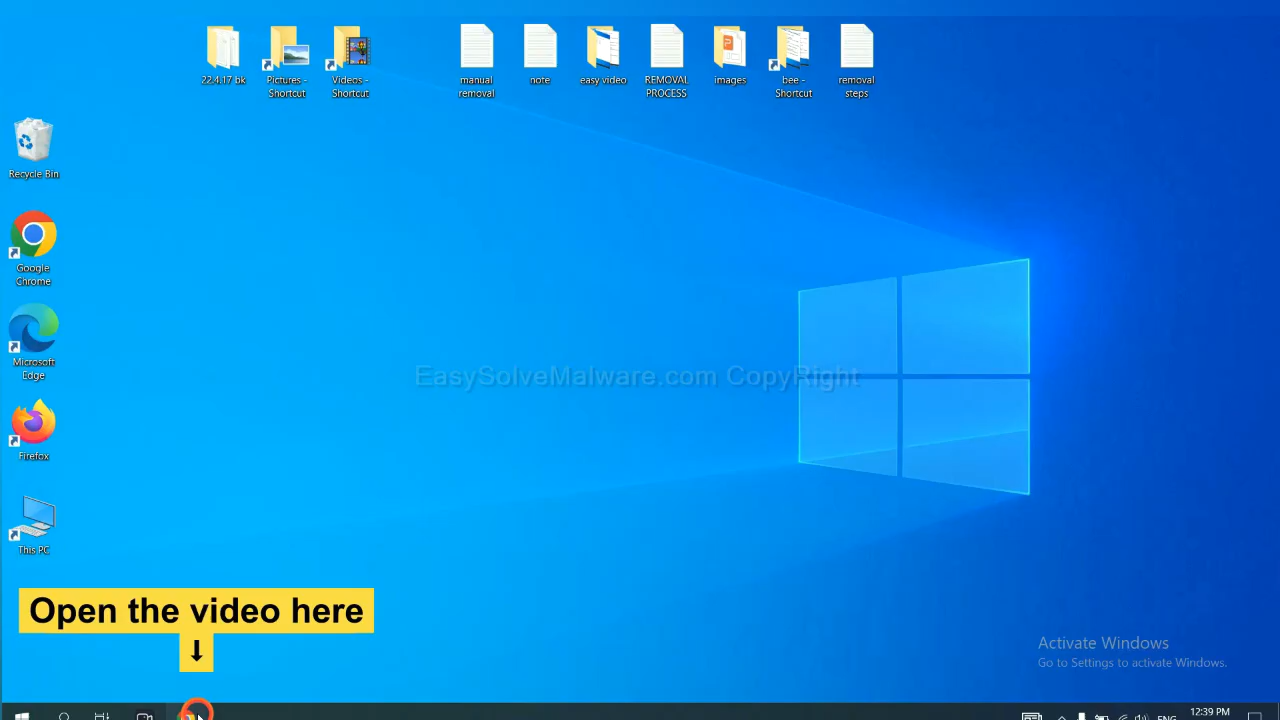 22.4.17 bk
Pictures -
Shortcut
Videos -
Shortcut
manual
removal
note
easy video
REMOVAL
PROCESS
images
bee -
Shortcut
removal
steps
Recycle Bin
Google
Chrome
Microsoft
Edge
EasySolveMalware.com CopyRight
Firefox
This PC
Open the video here
↓
Activate Windows
Go to Settings to activate Windows.
12:39 PM
ENG